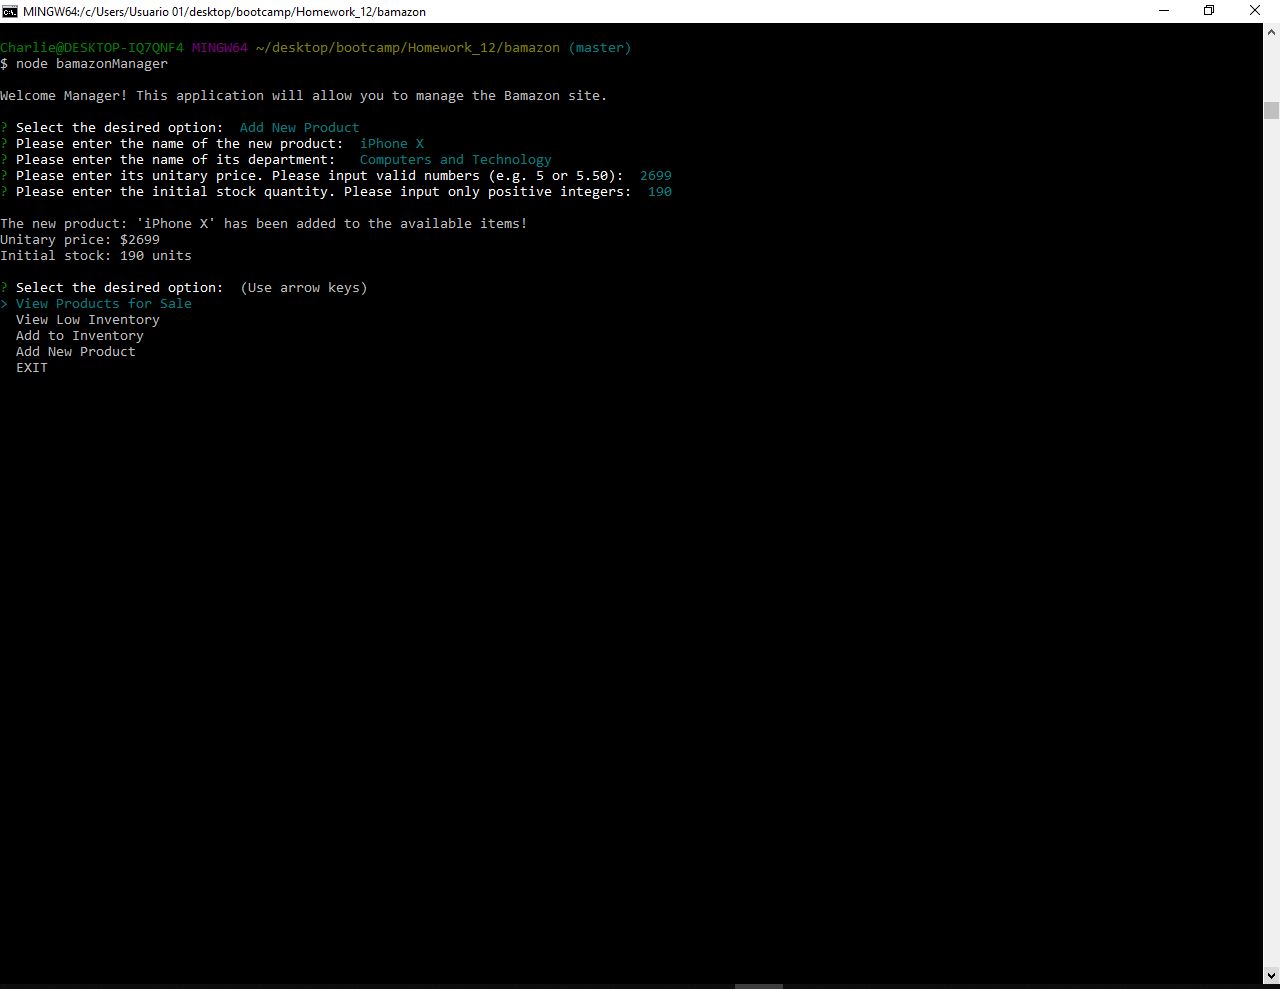 MINGW64:/c/Users/Usuario 01/desktop/bootcamp/Homework_12/bamazon
Charlie@DESKTOP-IQ7QNF4 MINGW64 ~/desktop/bootcamp/Homework_12/bamazon (master)
$ node bamazonManager
Welcome Manager! This application will allow you to manage the Bamazon site.
? Select the desired option:  Add New Product
? Please enter the name of the new product:  iPhone X
? Please enter the name of its department:   Computers and Technology
? Please enter its unitary price. Please input valid numbers (e.g. 5 or 5.50):  2699
? Please enter the initial stock quantity. Please input only positive integers:  190
The new product: 'iPhone X' has been added to the available items!
Unitary price: $2699
Initial stock: 190 units
? Select the desired option:  (Use arrow keys)
> View Products for Sale
  View Low Inventory
  Add to Inventory
  Add New Product
  EXIT